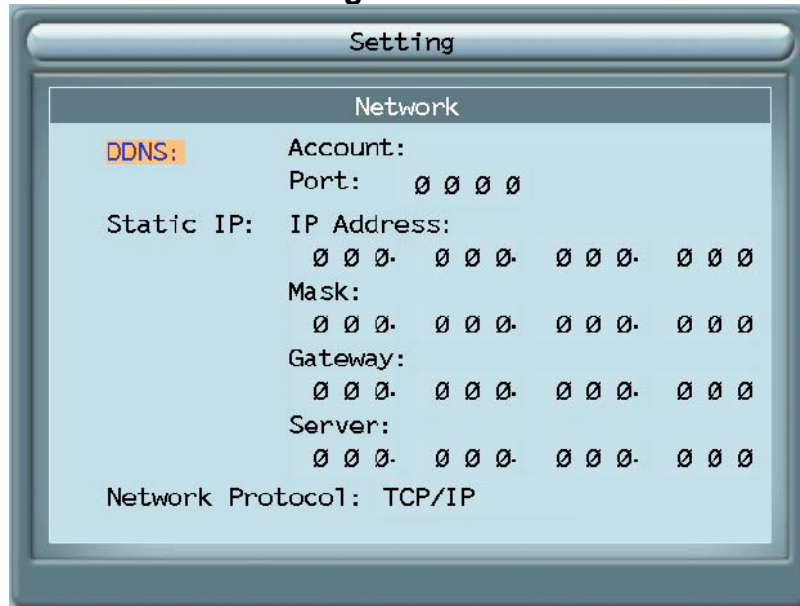 Setting
Network
DDNS: Account:
Port: 0 0 0 0
Static IP: IP Address:
0 0 0. 0 0 0. 0 0 0. 0 0 0
Mask:
0 0 0. 0 0 0. 0 0 0. 0 0 0
Gateway:
0 0 0. 0 0 0. 0 0 0. 0 0 0
Server:
0 0 0. 0 0 0. 0 0 0. 0 0 0
Network Protocol: TCP/IP